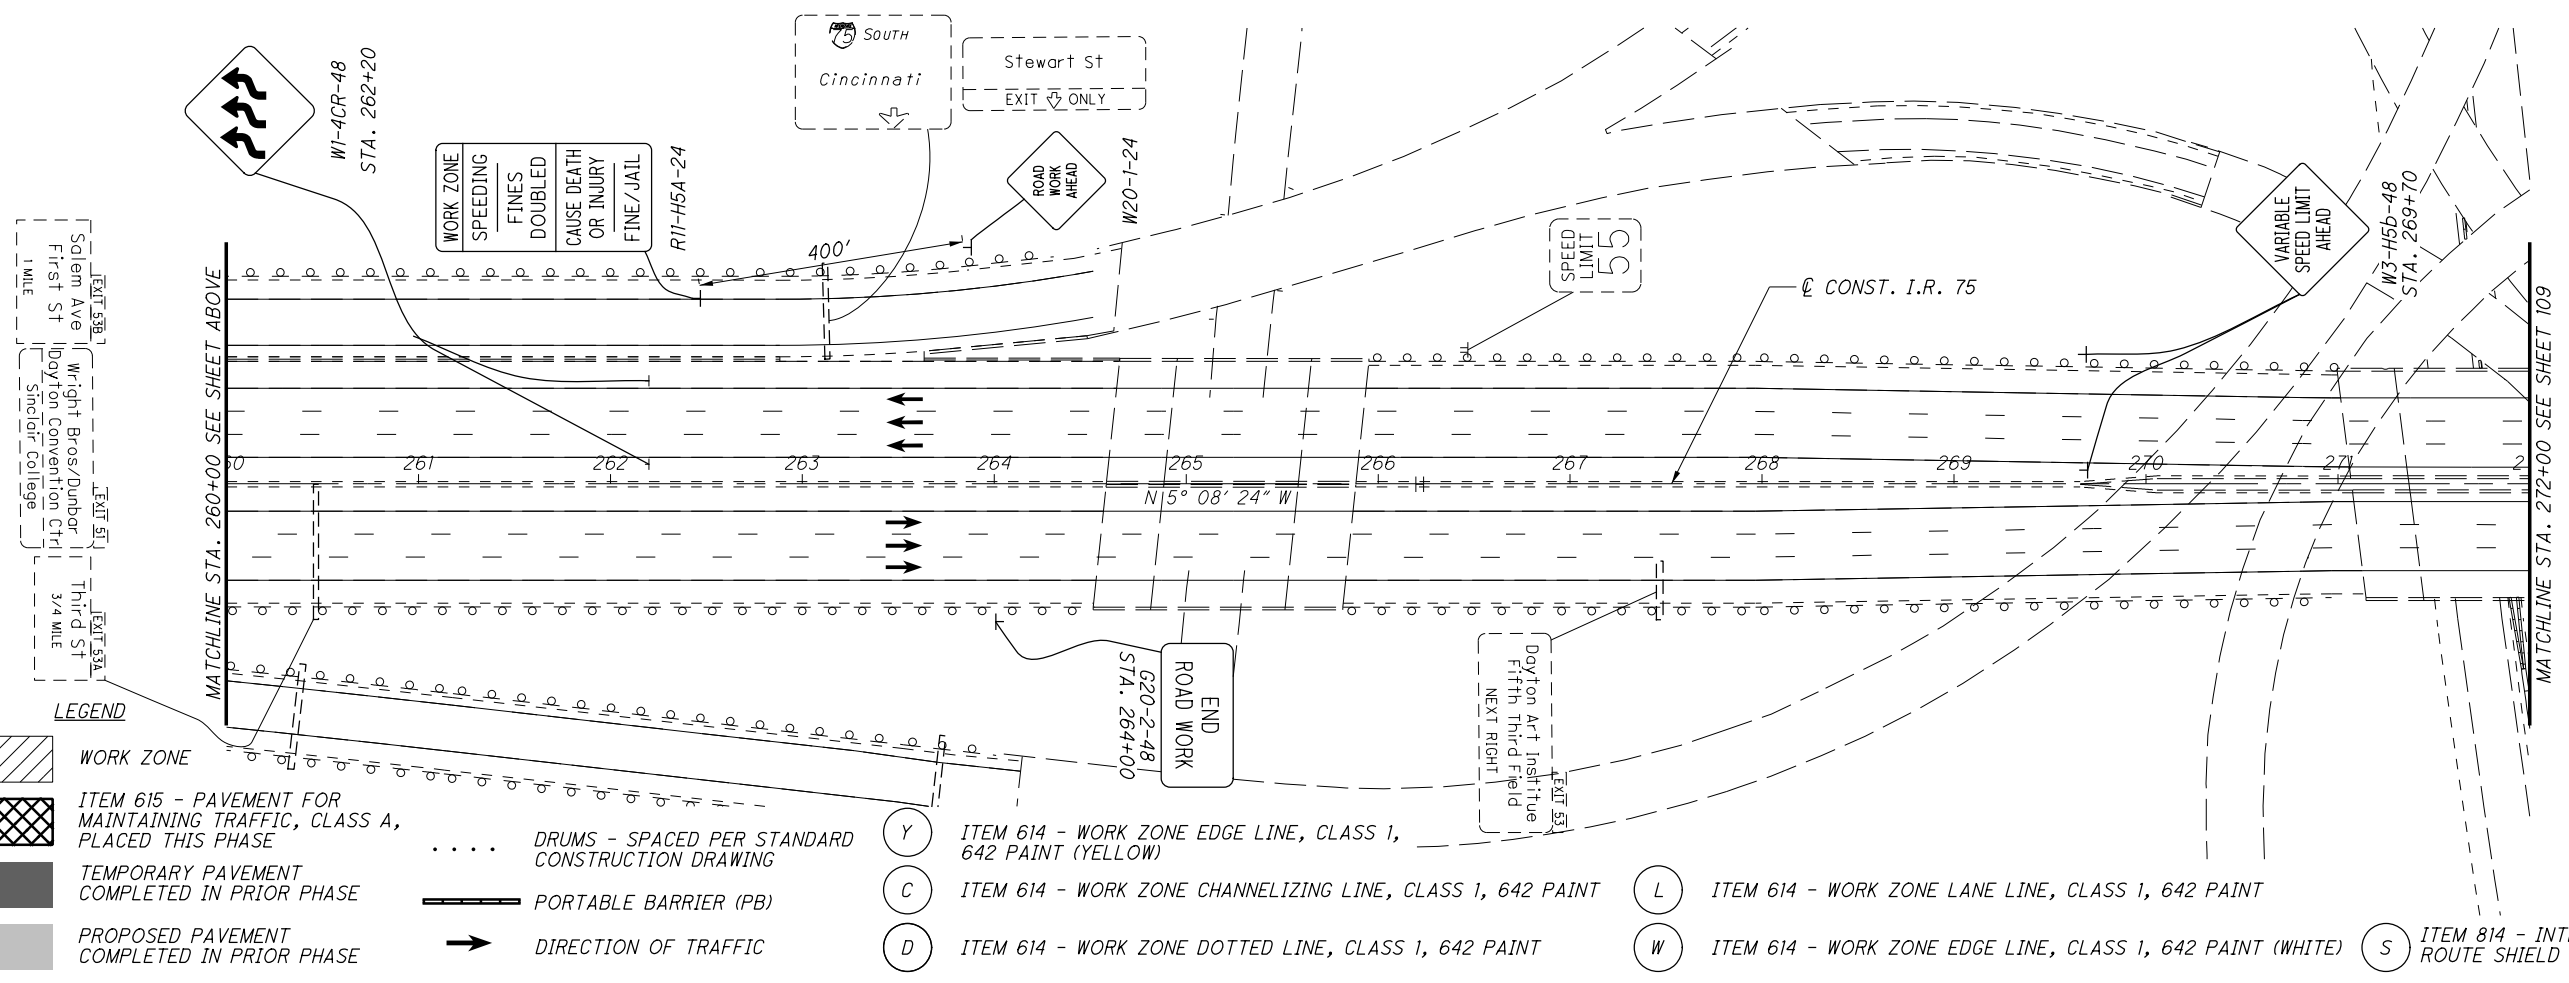 W1-4CR-48
STA. 262+20
75 SOUTH
Cincinnati
Stewart St
EXIT ONLY
WORK ZONE
SPEEDING
FINES
DOUBLED
CAUSE DEATH
OR INJURY
FINE/JAIL
R11-H5A-24
400'
ROAD
WORK
AHEAD
W20-1-24
SPEED
LIMIT
55
VARIABLE
SPEED LIMIT
AHEAD
W3-H5b-48
STA. 269+70
℄ CONST. I.R. 75
EXIT 53B
Salem Ave
First St
1 MILE
EXIT 51
Wright Bros/Dunbar
Dayton Convention Ctr
Sinclair College
EXIT 53A
Third St
3/4 MILE
MATCHLINE STA. 260+00 SEE SHEET ABOVE
60 261 262 263 264 265 266 267 268 269 270 271 2
N 5° 08' 24" W
MATCHLINE STA. 272+00 SEE SHEET 109
END
ROAD WORK
G20-2-48
STA. 264+00
Dayton Art Institue
Fifth Third Field
NEXT RIGHT
EXIT 53
LEGEND
WORK ZONE
ITEM 615 - PAVEMENT FOR
MAINTAINING TRAFFIC, CLASS A,
PLACED THIS PHASE
TEMPORARY PAVEMENT
COMPLETED IN PRIOR PHASE
PROPOSED PAVEMENT
COMPLETED IN PRIOR PHASE
DRUMS - SPACED PER STANDARD
CONSTRUCTION DRAWING
PORTABLE BARRIER (PB)
DIRECTION OF TRAFFIC
Y ITEM 614 - WORK ZONE EDGE LINE, CLASS 1,
642 PAINT (YELLOW)
C ITEM 614 - WORK ZONE CHANNELIZING LINE, CLASS 1, 642 PAINT
D ITEM 614 - WORK ZONE DOTTED LINE, CLASS 1, 642 PAINT
L ITEM 614 - WORK ZONE LANE LINE, CLASS 1, 642 PAINT
W ITEM 614 - WORK ZONE EDGE LINE, CLASS 1, 642 PAINT (WHITE)
S ITEM 814 - INT
ROUTE SHIELD